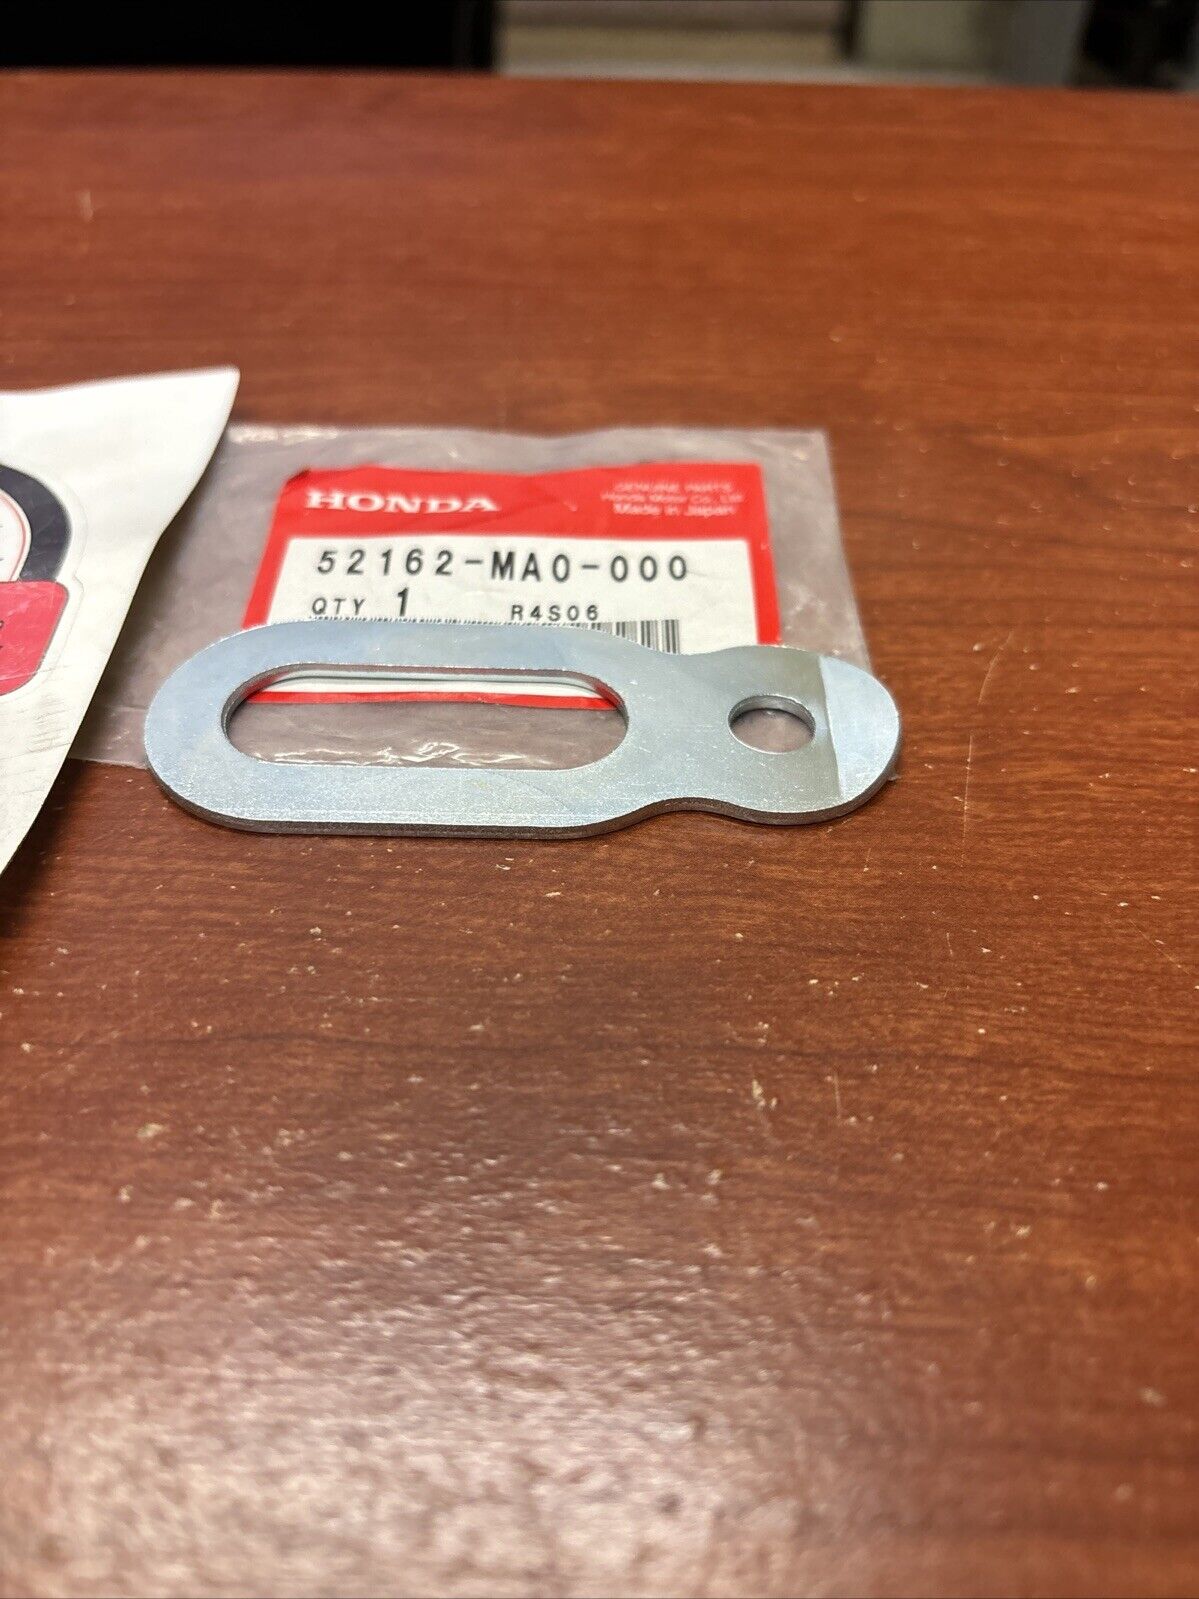 HONDA
GENUINE PARTS
Honda Motor Co., Ltd
Made in Japan
52162-MA0-000
QTY 1 R4S06